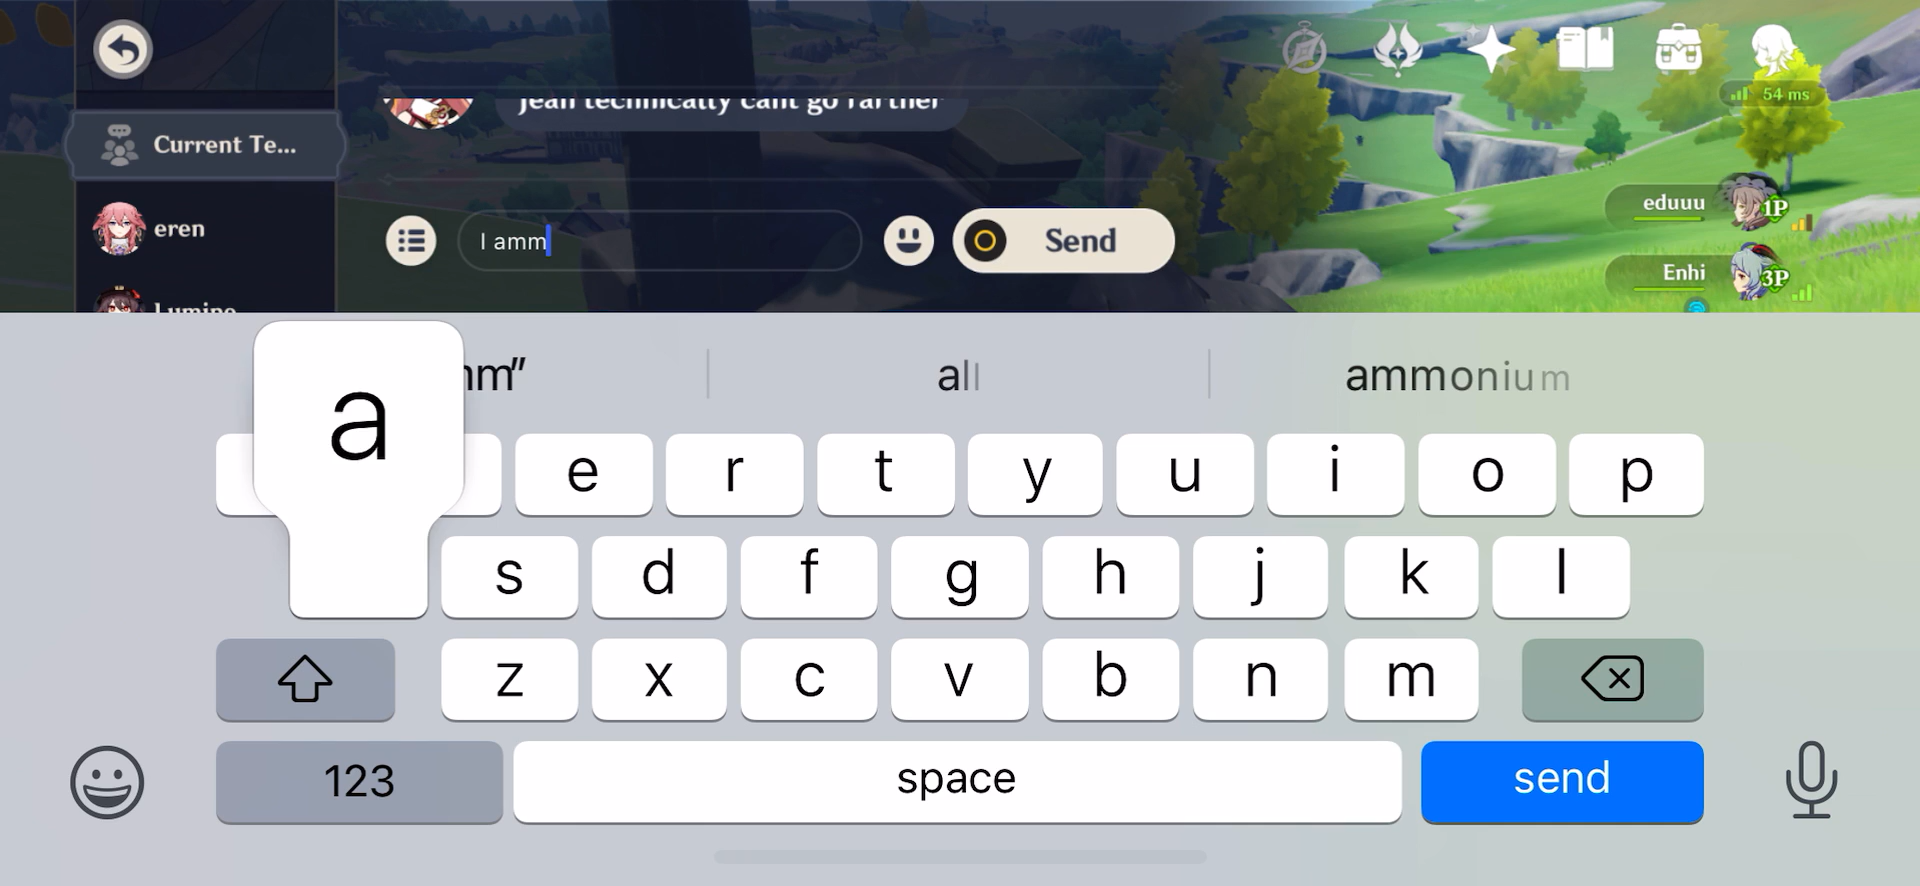 jean technically cant go farther
54 ms
Current Te...
eren
eduuu
1P
I amm
Send
Enhi
3P
Lumine
all
ammonium
a
e r t y u i o p
s d f g h j k l
z x c v b n m
123
space
send